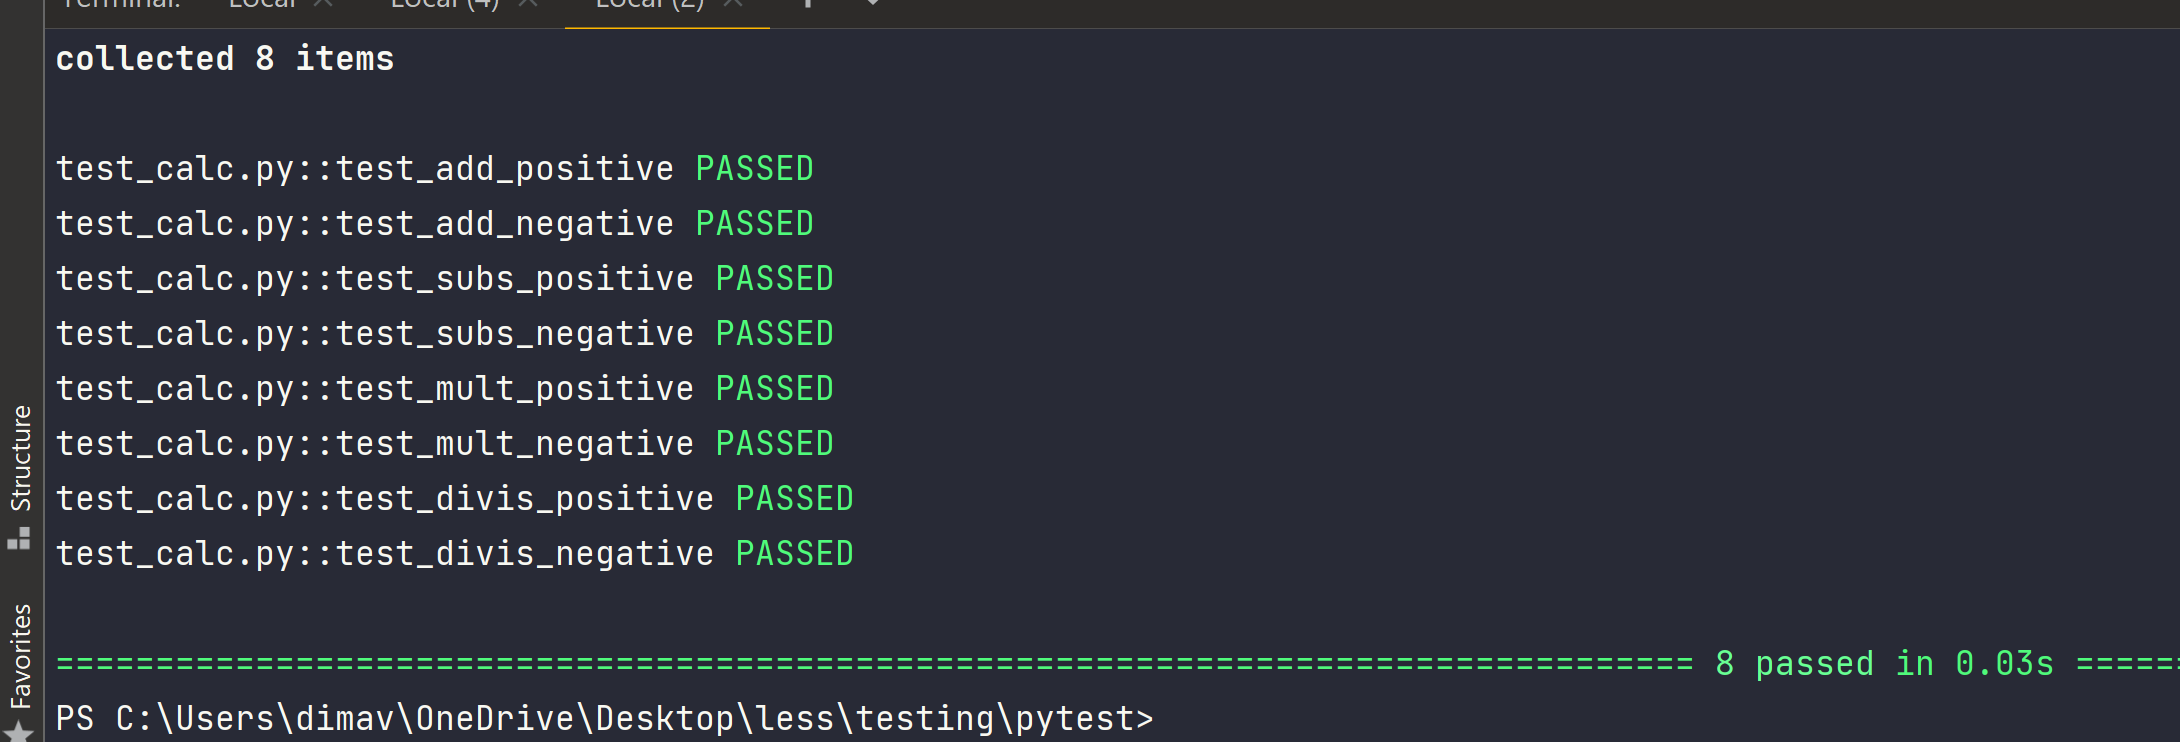 Terminal: Local Local (4) Local (2)
collected 8 items
test_calc.py::test_add_positive PASSED
test_calc.py::test_add_negative PASSED
test_calc.py::test_subs_positive PASSED
test_calc.py::test_subs_negative PASSED
test_calc.py::test_mult_positive PASSED
test_calc.py::test_mult_negative PASSED
test_calc.py::test_divis_positive PASSED
test_calc.py::test_divis_negative PASSED
================================================================================== 8 passed in 0.03s ======
PS C:\Users\dimav\OneDrive\Desktop\less\testing\pytest>
Structure
Favorites